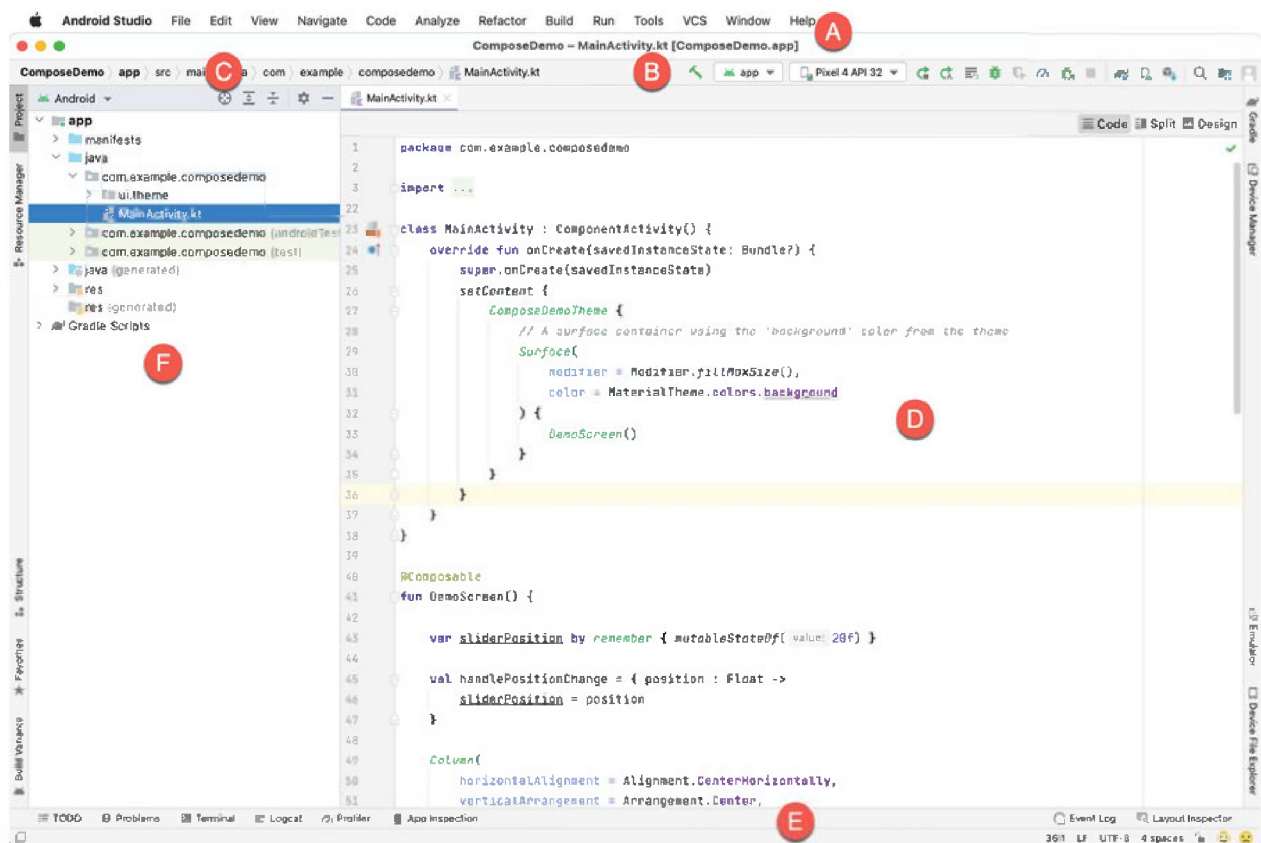 Android Studio File Edit View Navigate Code Analyze Refactor Build Run Tools VCS Window Help
A
ComposeDemo – MainActivity.kt [ComposeDemo.app]
ComposeDemo app src main com example composedemo MainActivity.kt
C
B
app Pixel 4 API 32
Android
MainActivity.kt
Code Split Design
Project
Resource Manager
Structure
Favorites
Build Variants
app
manifests
java
com.example.composedemo
ui.theme
MainActivity.kt
com.example.composedemo (androidTest
com.example.composedemo (test)
java (generated)
res
res (generated)
Gradle Scripts
F
1 package com.example.composedemo
2
3 import ...
22
23 class MainActivity : ComponentActivity() {
24 override fun onCreate(savedInstanceState: Bundle?) {
25 super.onCreate(savedInstanceState)
26 setContent {
27 ComposeDemoTheme {
28 // A surface container using the 'background' color from the theme
29 Surface(
30 modifier = Modifier.fillMaxSize(),
31 color = MaterialTheme.colors.background
32 ) {
33 DemoScreen()
34 }
35 }
36 }
37 }
38 }
39
40 @Composable
41 fun DemoScreen() {
42
43 var sliderPosition by remember { mutableStateOf( value: 20f) }
44
45 val handlePositionChange = { position : Float ->
46 sliderPosition = position
47 }
48
49 Column(
50 horizontalAlignment = Alignment.CenterHorizontally,
51 verticalArrangement = Arrangement.Center,
D
Gradle
Device Manager
Emulator
Device File Explorer
TODO Problems Terminal Logcat Profiler App Inspection
E
Event Log Layout Inspector
36:1 LF UTF-8 4 spaces